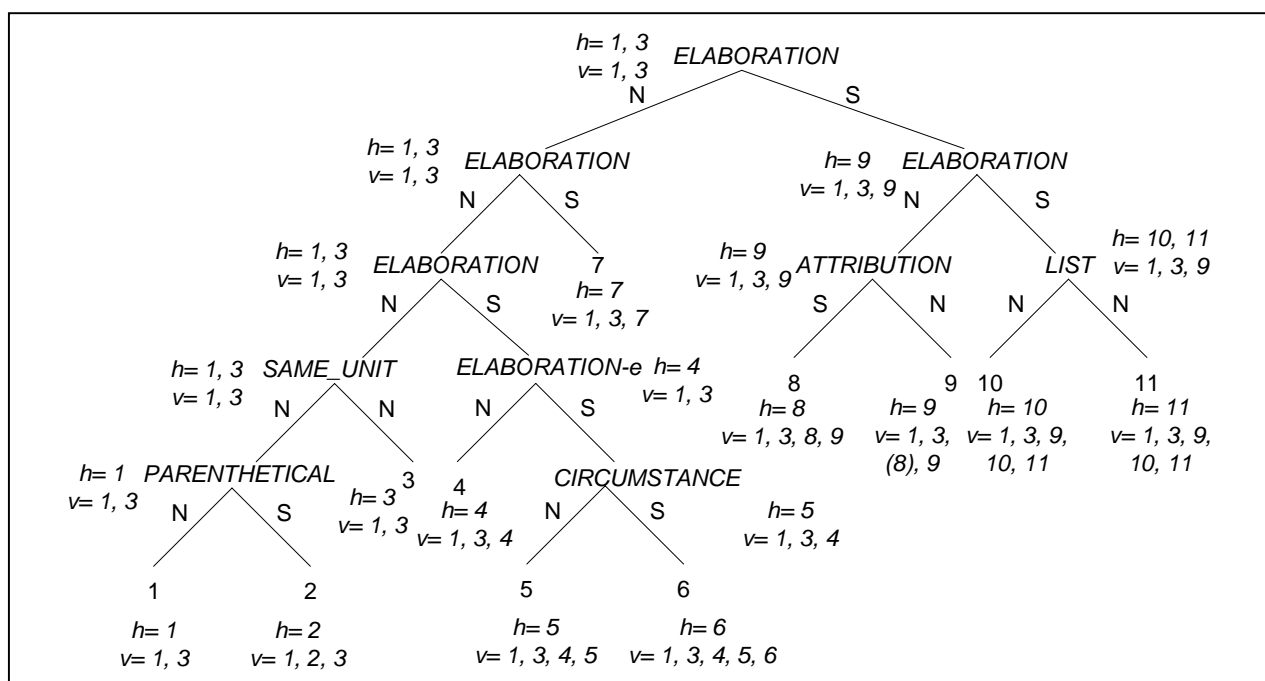 h= 1, 3 ELABORATION
v= 1, 3
N S
h= 1, 3 ELABORATION h= 9 ELABORATION
v= 1, 3 v= 1, 3, 9
N S N S
h= 1, 3 ELABORATION 7 h= 9 ATTRIBUTION LIST h= 10, 11
v= 1, 3 h= 7 v= 1, 3, 9 v= 1, 3, 9
N S v= 1, 3, 7 S N N N
h= 1, 3 SAME_UNIT ELABORATION-e h= 4 8 9 10 11
v= 1, 3 v= 1, 3
N N N S h= 8 h= 9 h= 10 h= 11
v= 1, 3, 8, 9 v= 1, 3, v= 1, 3, 9, v= 1, 3, 9,
(8), 9 10, 11 10, 11
h= 1 PARENTHETICAL 3 4 CIRCUMSTANCE
v= 1, 3 h= 3 h= 4
N S v= 1, 3 v= 1, 3, 4 N S h= 5
v= 1, 3, 4
1 2 5 6
h= 1 h= 2 h= 5 h= 6
v= 1, 3 v= 1, 2, 3 v= 1, 3, 4, 5 v= 1, 3, 4, 5, 6